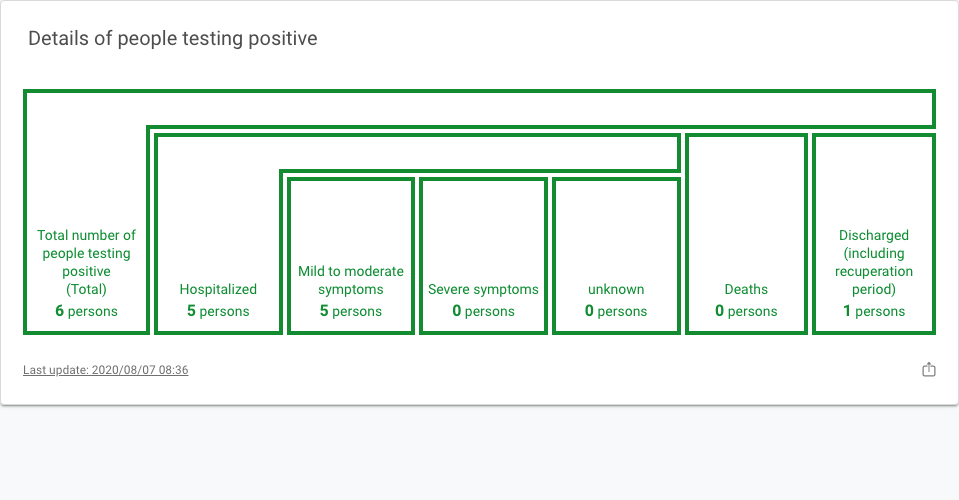 Details of people testing positive
Total number of
people testing
positive
(Total)
6 persons
Hospitalized
5 persons
Mild to moderate
symptoms
5 persons
Severe symptoms
0 persons
unknown
0 persons
Deaths
0 persons
Discharged
(including
recuperation
period)
1 persons
Last update: 2020/08/07 08:36